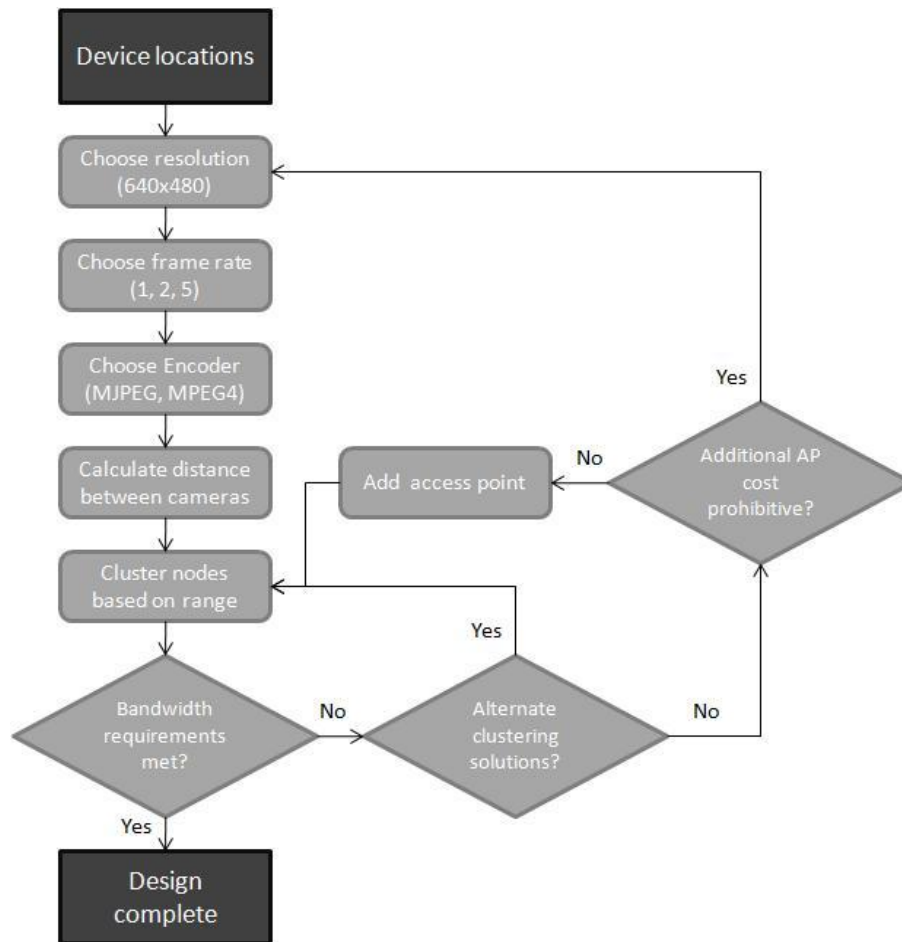 Device locations
Choose resolution
(640x480)
Choose frame rate
(1, 2, 5)
Choose Encoder
(MJPEG, MPEG4)
Calculate distance
between cameras
Cluster nodes
based on range
Bandwidth
requirements
met?
No
Yes
Design
complete
Alternate
clustering
solutions?
Yes
No
Additional AP
cost
prohibitive?
No
Yes
Add access point